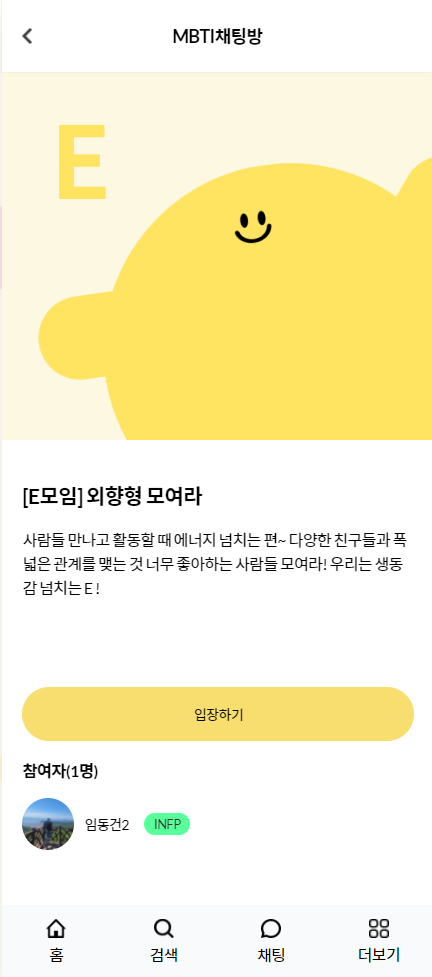 MBTI채팅방
E
[E모임] 외향형 모여라
사람들 만나고 활동할 때 에너지 넘치는 편~ 다양한 친구들과 폭
넓은 관계를 맺는 것 너무 좋아하는 사람들 모여라! 우리는 생동
감 넘치는 E !
입장하기
참여자(1명)
임동건2 INFP
홈 검색 채팅 더보기